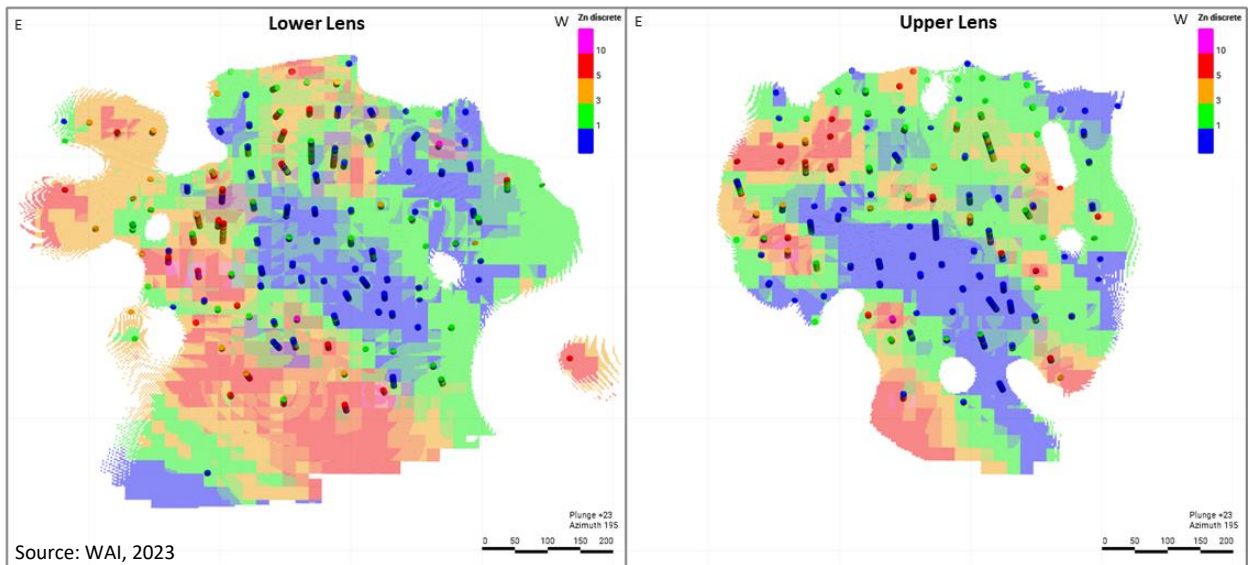 E
Lower Lens
W
Zn discrete
10
5
3
1
Plunge +23
Azimuth 195
0 50 100 150 200
Source: WAI, 2023
E
Upper Lens
W
Zn discrete
10
5
3
1
Plunge +23
Azimuth 195
0 50 100 150 200